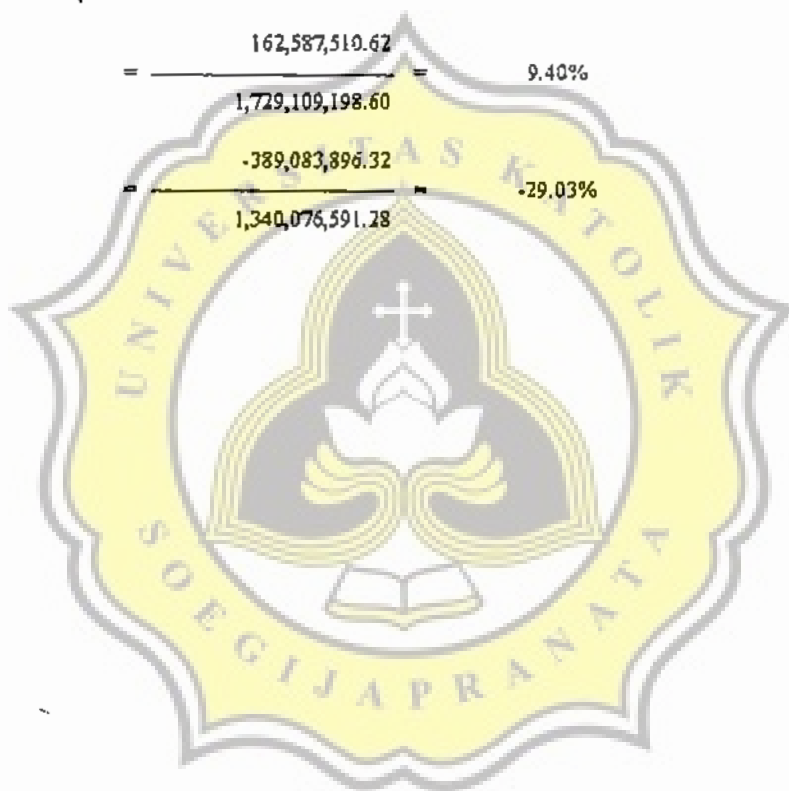 162,587,510.62
= = 9.40%
1,729,109,198.60
-389,083,896.32
= = -29.03%
1,340,076,591.28
UNIVERSITAS KATOLIK
SOEGIJAPRANATA